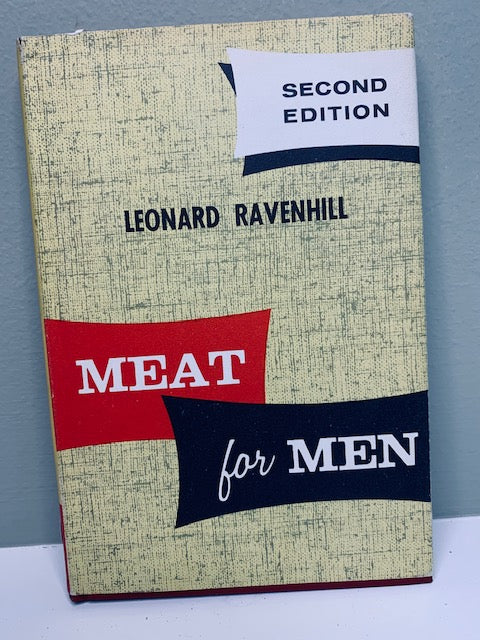 SECOND
EDITION
LEONARD RAVENHILL
MEAT
for MEN